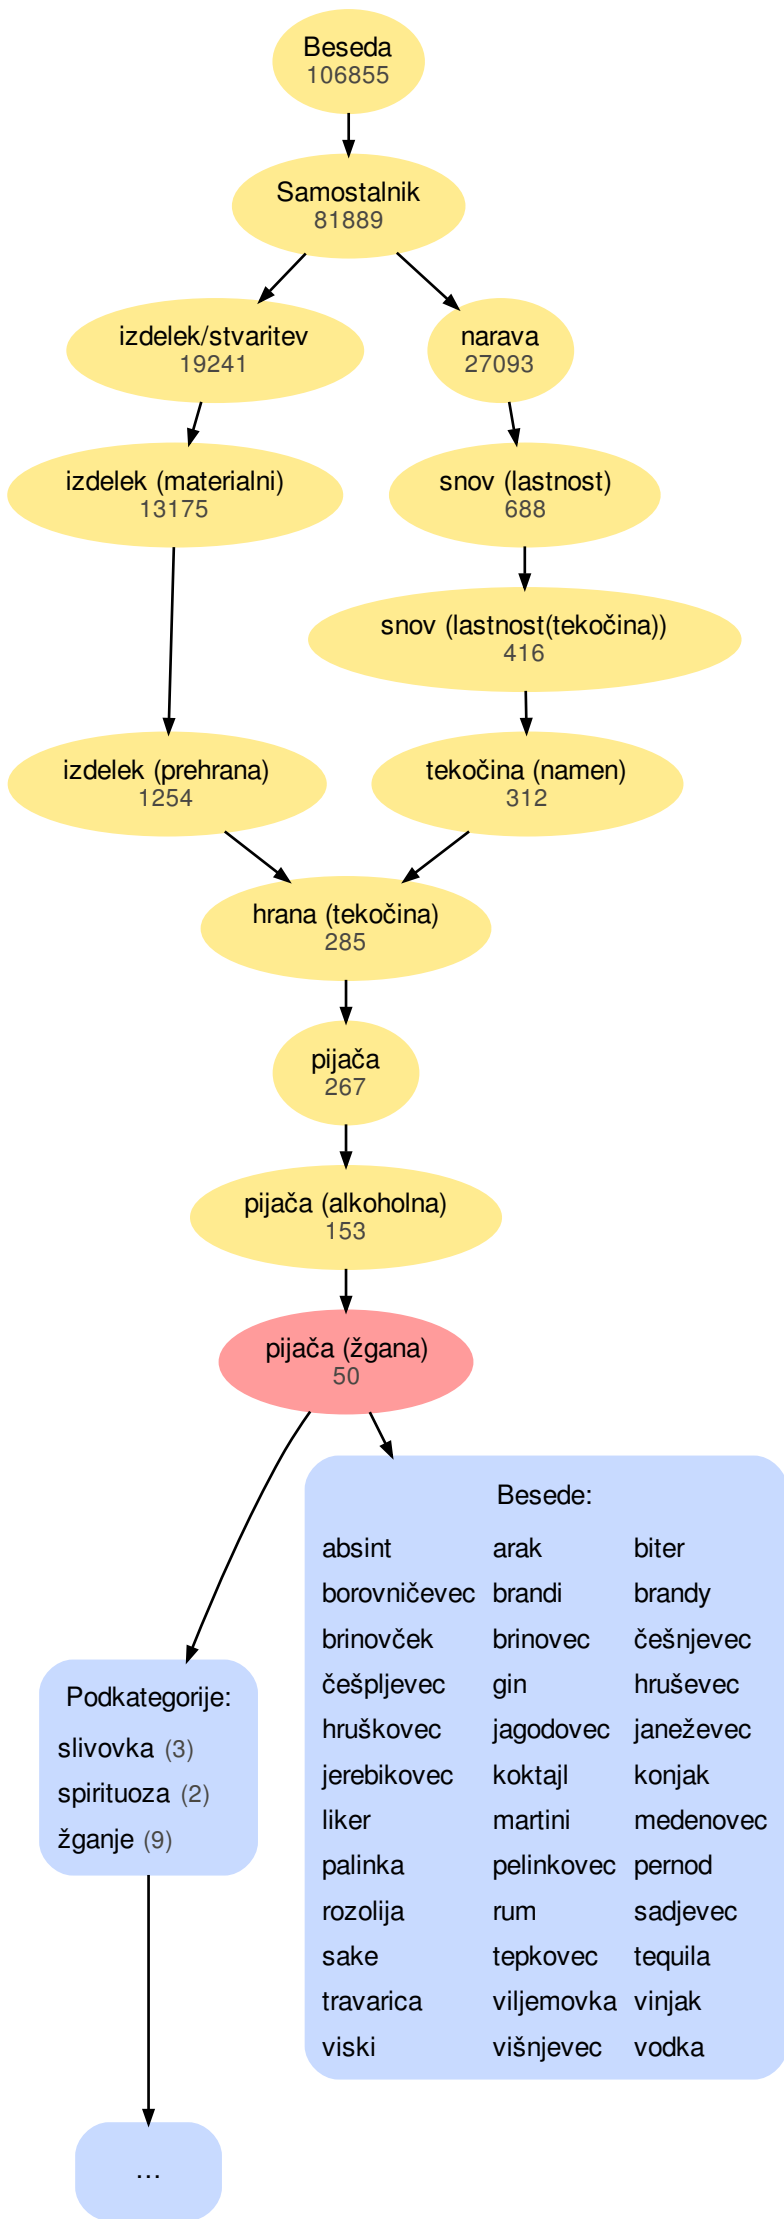 Beseda
106855
Samostalnik
81889
izdelek/stvaritev
19241
narava
27093
izdelek (materialni)
13175
snov (lastnost)
688
snov (lastnost(tekočina))
416
izdelek (prehrana)
1254
tekočina (namen)
312
hrana (tekočina)
285
pijača
267
pijača (alkoholna)
153
pijača (žgana)
50
Besede:
absint arak biter
borovničevec brandi brandy
brinovček brinovec češnjevec
češpljevec gin hruševec
hruškovec jagodovec janeževec
jerebikovec koktajl konjak
liker martini medenovec
palinka pelinkovec pernod
rozolija rum sadjevec
sake tepkovec tequila
travarica viljemovka vinjak
viski višnjevec vodka
Podkategorije:
slivovka (3)
spirituoza (2)
žganje (9)
...